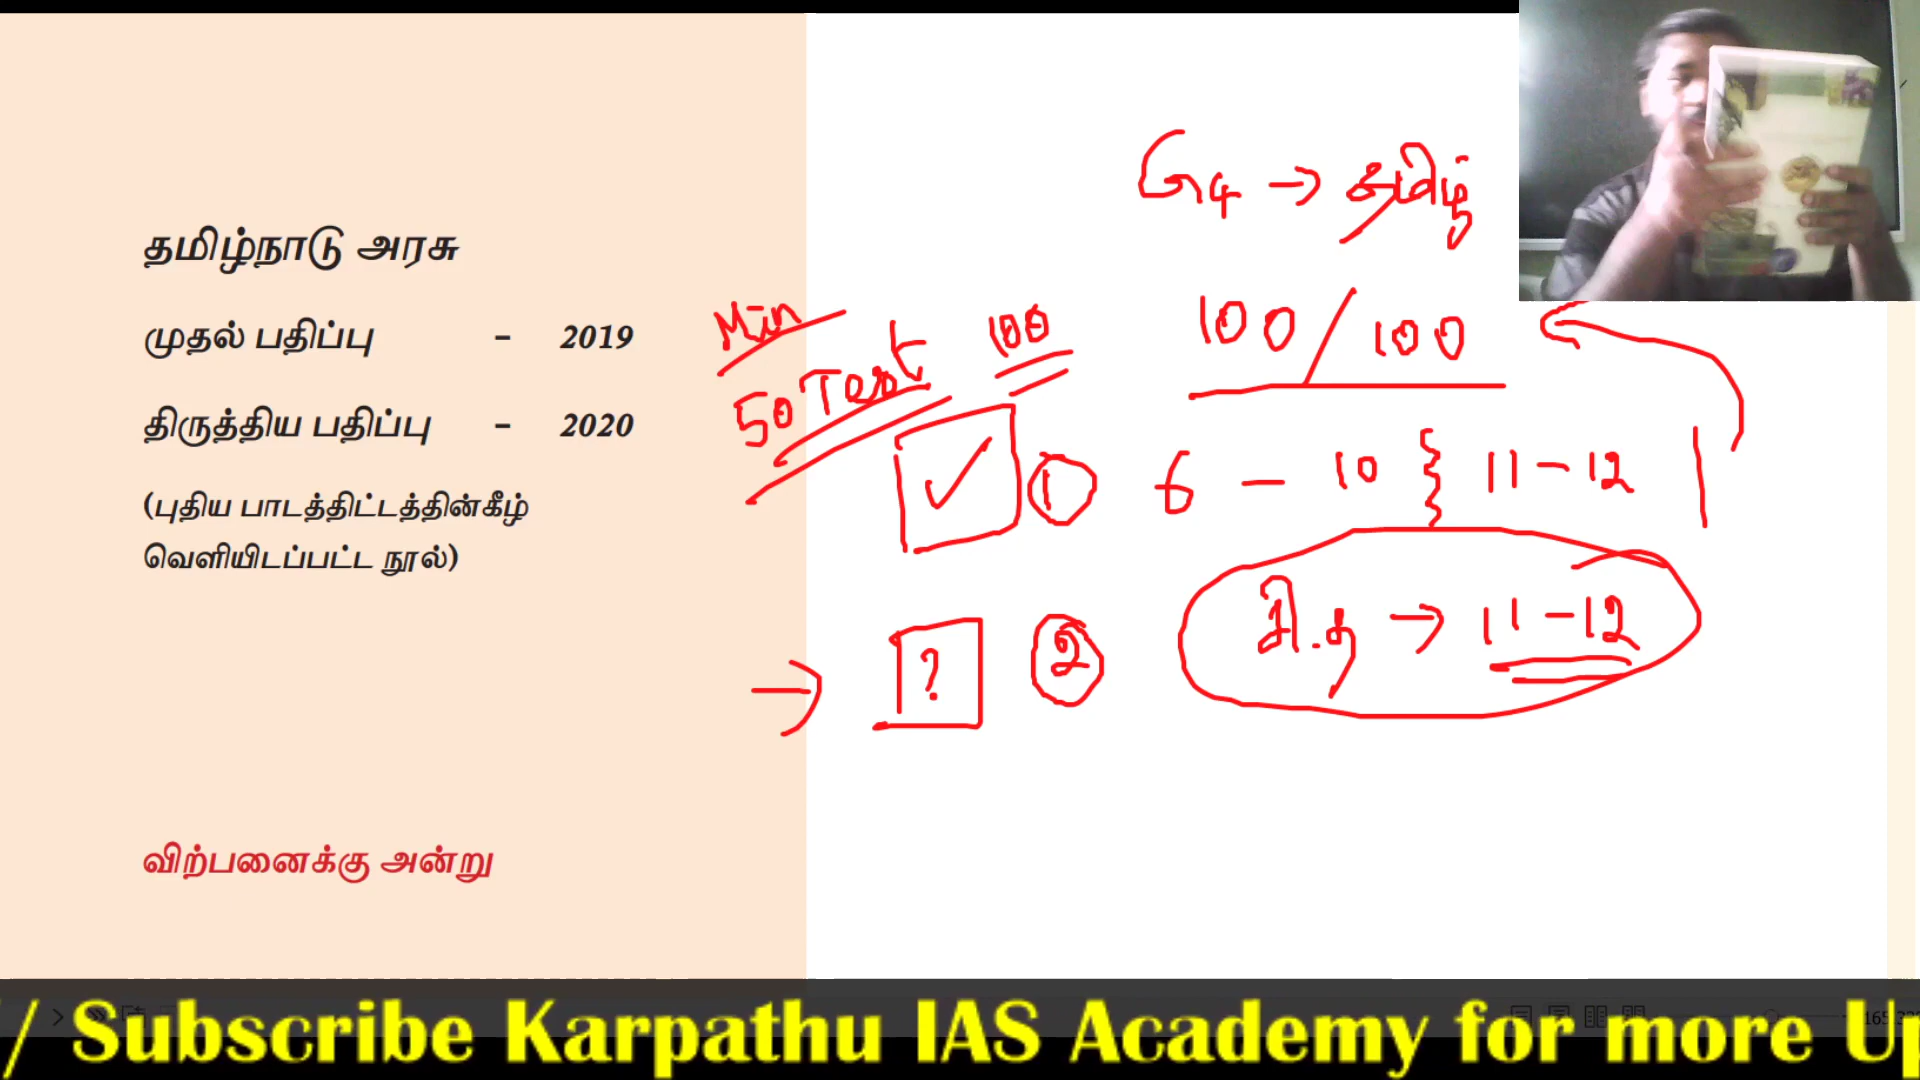 தமிழ்நாடு அரசு
முதல் பதிப்பு - 2019
திருத்திய பதிப்பு - 2020
(புதிய பாடத்திட்டத்தின்கீழ்
வெளியிடப்பட்ட நூல்)
விற்பனைக்கு அன்று
G4 → தமிழ்
100/100
Min
50 Test 100
✓ 1 6 - 10 } 11 - 12
→ ? 2 சி.த → 11 - 12
/ Subscribe Karpathu IAS Academy for more Up